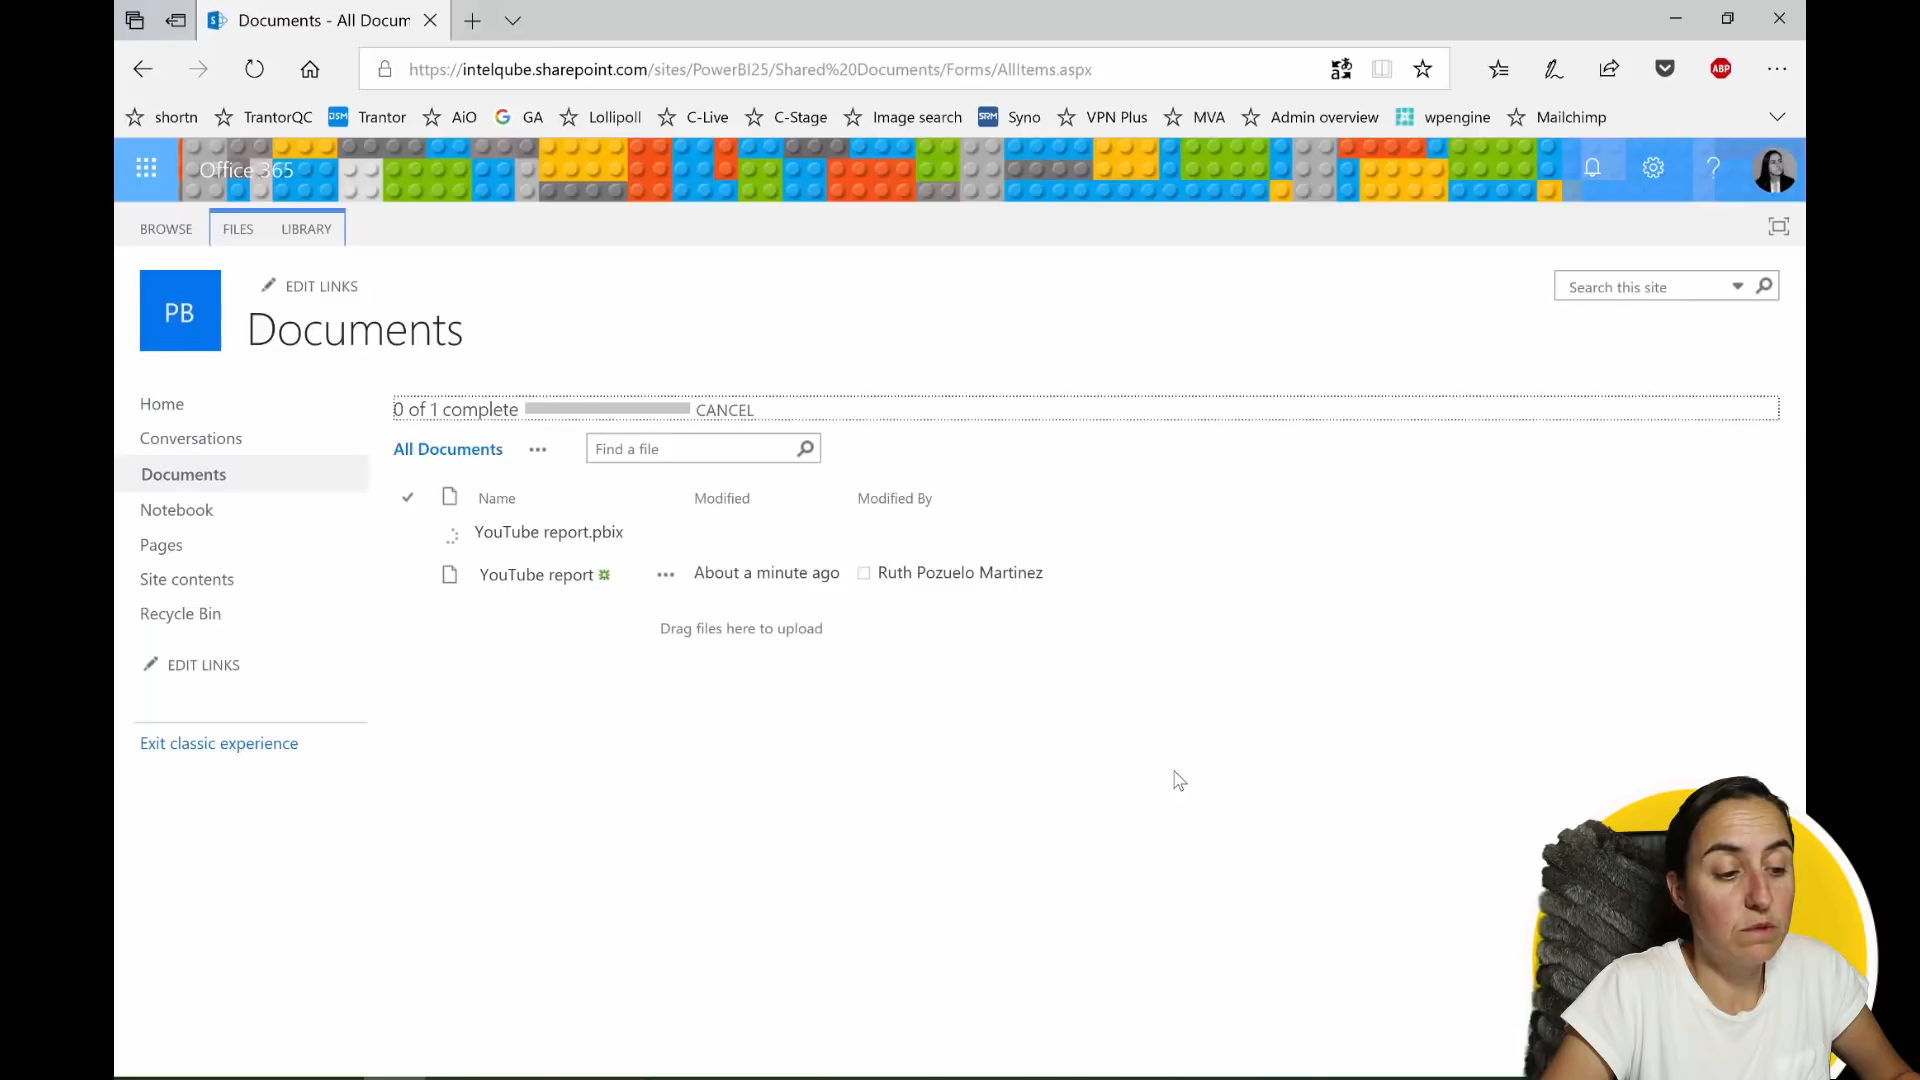 Documents - All Docum
https://intelqube.sharepoint.com/sites/PowerBI25/Shared%20Documents/Forms/AllItems.aspx
ABP
shortn TrantorQC DSM Trantor AiO GA Lollipoll C-Live C-Stage Image search SRM Syno VPN Plus MVA Admin overview wpengine Mailchimp
Office 365
BROWSE FILES LIBRARY
PB
EDIT LINKS
Search this site
Documents
Home
Conversations
Documents
Notebook
Pages
Site contents
Recycle Bin
EDIT LINKS
Exit classic experience
0 of 1 complete CANCEL
All Documents ••• Find a file
Name Modified Modified By
YouTube report.pbix
YouTube report ••• About a minute ago Ruth Pozuelo Martinez
Drag files here to upload